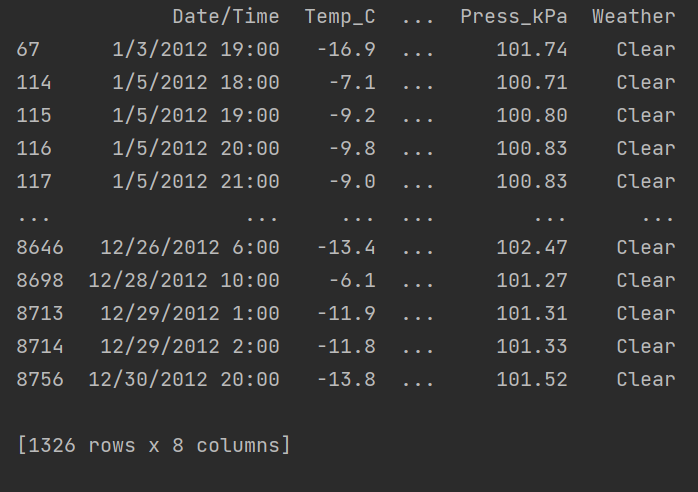 Date/Time Temp_C ... Press_kPa Weather
67 1/3/2012 19:00 -16.9 ... 101.74 Clear
114 1/5/2012 18:00 -7.1 ... 100.71 Clear
115 1/5/2012 19:00 -9.2 ... 100.80 Clear
116 1/5/2012 20:00 -9.8 ... 100.83 Clear
117 1/5/2012 21:00 -9.0 ... 100.83 Clear
... ... ... ... ... ...
8646 12/26/2012 6:00 -13.4 ... 102.47 Clear
8698 12/28/2012 10:00 -6.1 ... 101.27 Clear
8713 12/29/2012 1:00 -11.9 ... 101.31 Clear
8714 12/29/2012 2:00 -11.8 ... 101.33 Clear
8756 12/30/2012 20:00 -13.8 ... 101.52 Clear
[1326 rows x 8 columns]